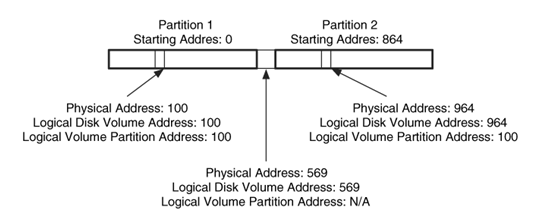 Partition 1
Starting Addres: 0
Partition 2
Starting Addres: 864
Physical Address: 100
Logical Disk Volume Address: 100
Logical Volume Partition Address: 100
Physical Address: 964
Logical Disk Volume Address: 964
Logical Volume Partition Address: 100
Physical Address: 569
Logical Disk Volume Address: 569
Logical Volume Partition Address: N/A